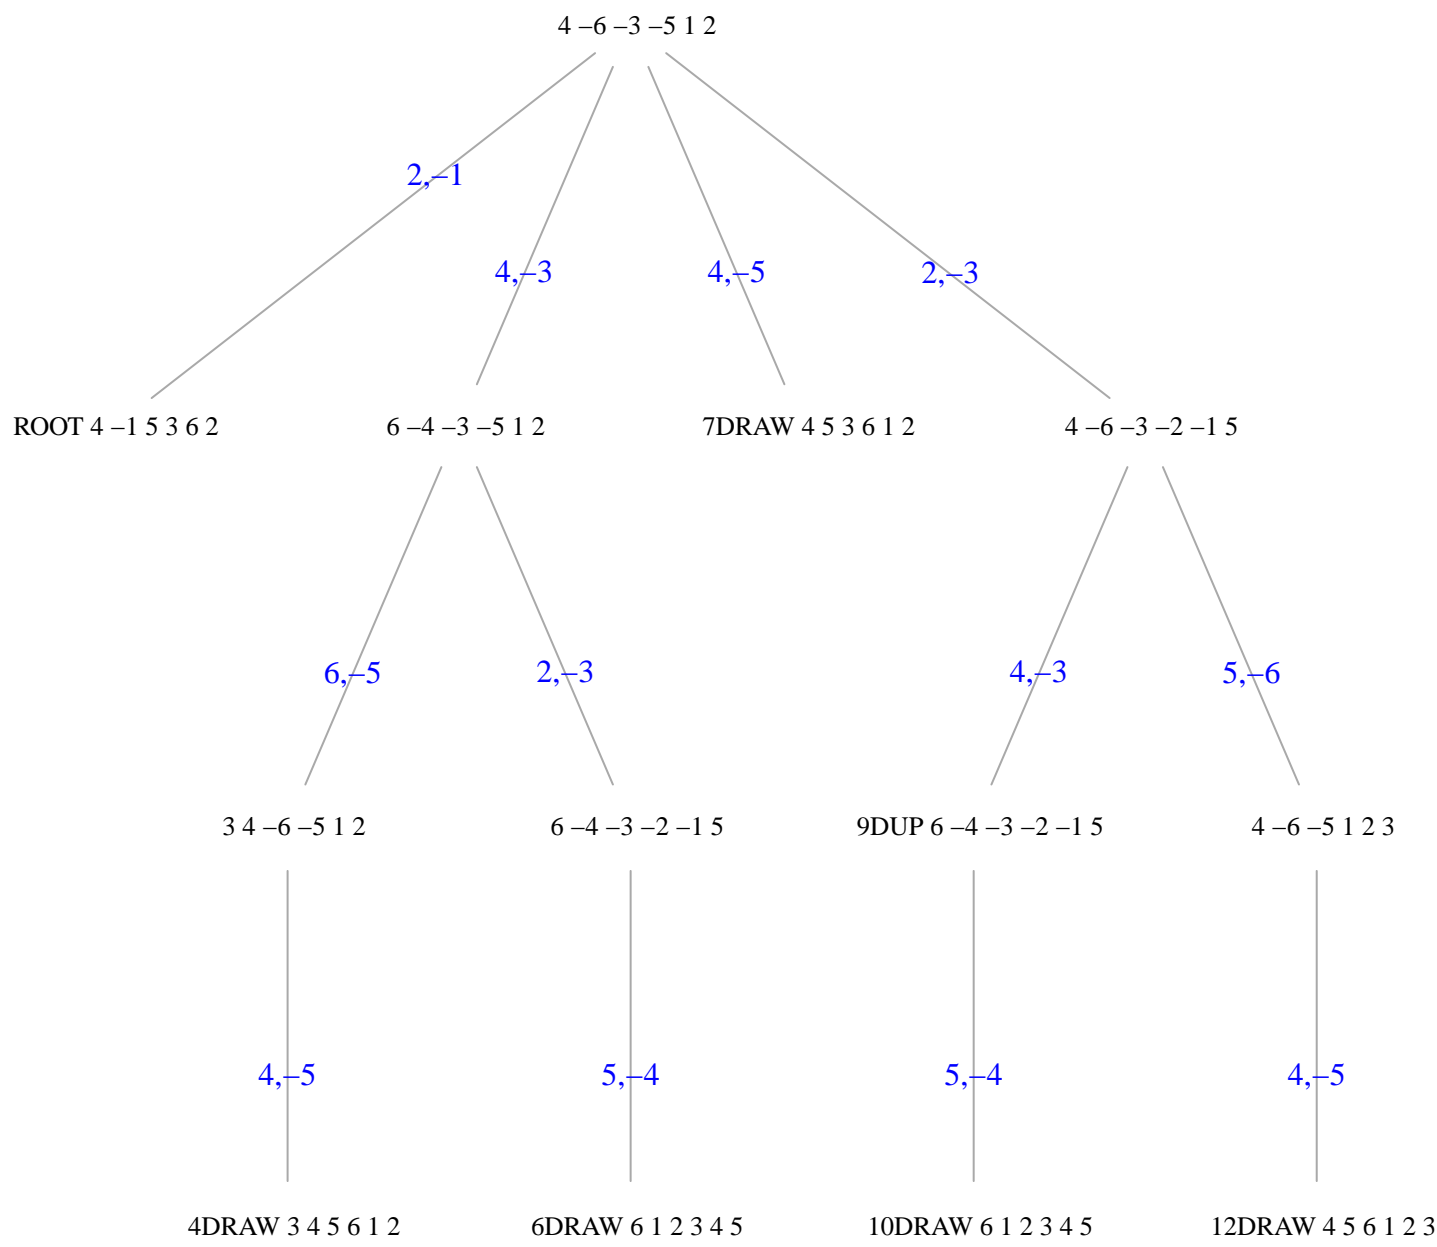 4 –6 –3 –5 1 2
2,–1
4,–3
4,–5
2,–3
ROOT 4 –1 5 3 6 2
6 –4 –3 –5 1 2
7DRAW 4 5 3 6 1 2
4 –6 –3 –2 –1 5
6,–5
2,–3
4,–3
5,–6
3 4 –6 –5 1 2
6 –4 –3 –2 –1 5
9DUP 6 –4 –3 –2 –1 5
4 –6 –5 1 2 3
4,–5
5,–4
5,–4
4,–5
4DRAW 3 4 5 6 1 2
6DRAW 6 1 2 3 4 5
10DRAW 6 1 2 3 4 5
12DRAW 4 5 6 1 2 3